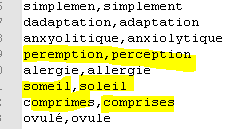 simplemen,simplement
dadaptation,adaptation
anxyolitique,anxiolytique
peremption,perception
alergie,allergie
someil,soleil
comprimes,comprises
ovulé,ovule